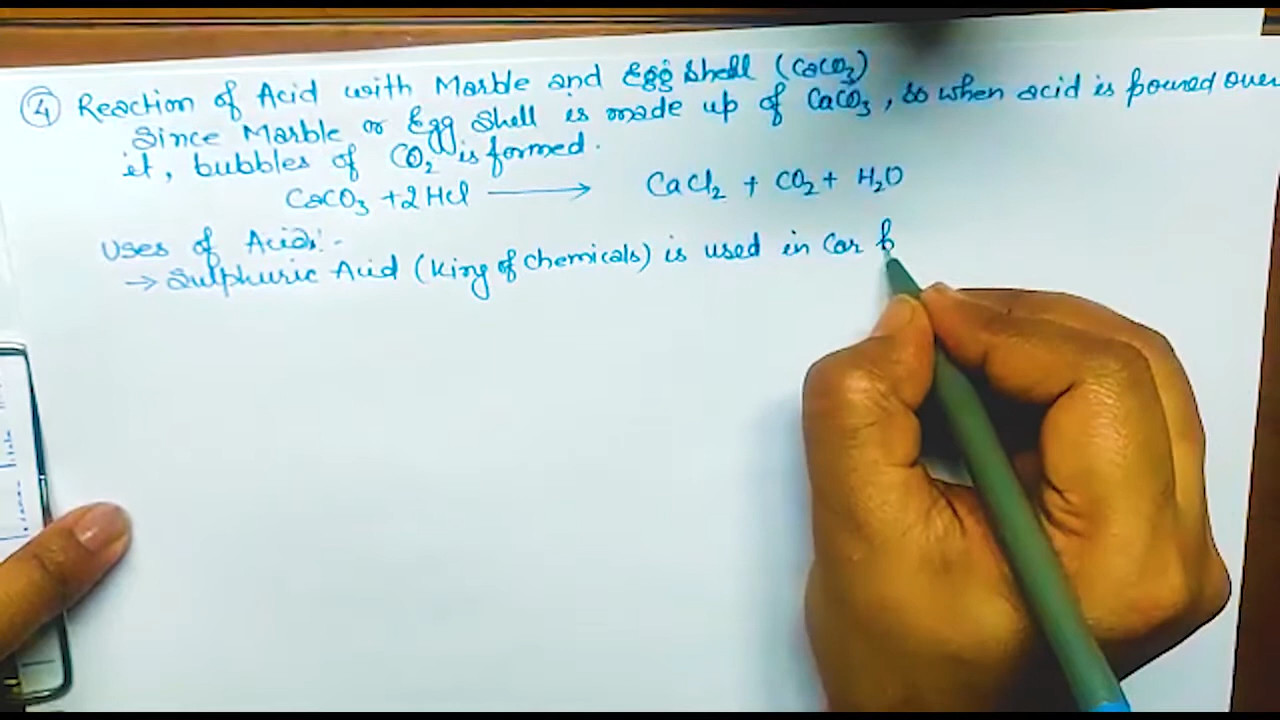 ④ Reaction of Acid with Marble and Egg Shell (CaCO₃)
Since Marble or Egg Shell is made up of CaCO₃, so when acid is poured over
it, bubbles of CO₂ is formed.
CaCO₃ + 2HCl ⟶ CaCl₂ + CO₂ + H₂O
Uses of Acids:-
→ Sulphuric Acid (King of chemicals) is used in Car b